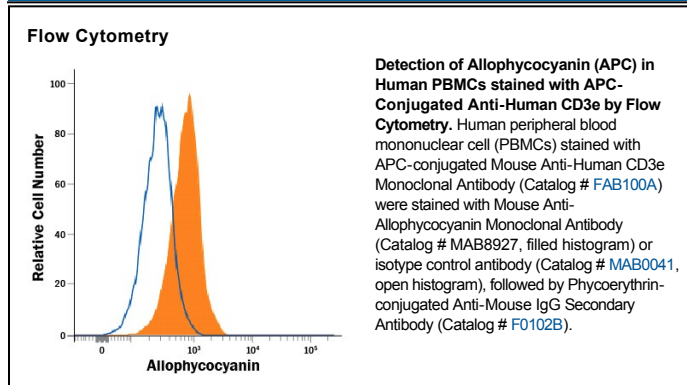 Flow Cytometry
Relative Cell Number
100
80
60
40
20
0
0
10³
10⁴
10⁵
Allophycocyanin
Detection of Allophycocyanin (APC) in
Human PBMCs stained with APC-
Conjugated Anti-Human CD3e by Flow
Cytometry. Human peripheral blood
mononuclear cell (PBMCs) stained with
APC-conjugated Mouse Anti-Human CD3e
Monoclonal Antibody (Catalog # FAB100A)
were stained with Mouse Anti-
Allophycocyanin Monoclonal Antibody
(Catalog # MAB8927, filled histogram) or
isotype control antibody (Catalog # MAB0041,
open histogram), followed by Phycoerythrin-
conjugated Anti-Mouse IgG Secondary
Antibody (Catalog # F0102B).